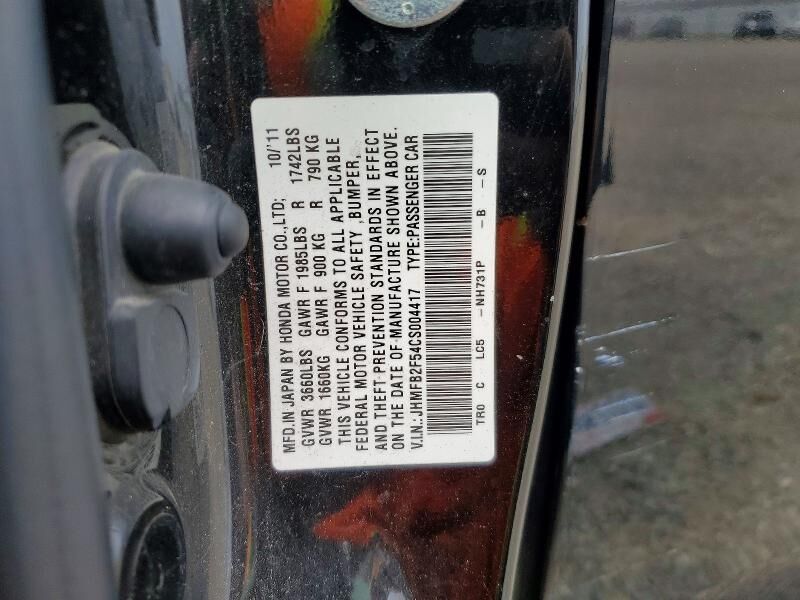 MFD.IN JAPAN BY HONDA MOTOR CO.,LTD; 10/'11
GVWR 3660LBS GAWR F 1985LBS R 1742LBS
GVWR 1660KG GAWR F 900 KG R 790 KG
THIS VEHICLE CONFORMS TO ALL APPLICABLE
FEDERAL MOTOR VEHICLE SAFETY ,BUMPER,
AND THEFT-PREVENTION STANDARDS IN EFFECT
ON THE DATE OF MANUFACTURE SHOWN ABOVE.
V.I.N.: JHMFB2F54CS004417 TYPE:PASSENGER CAR
TR0 C LC5 -NH731P -B -S